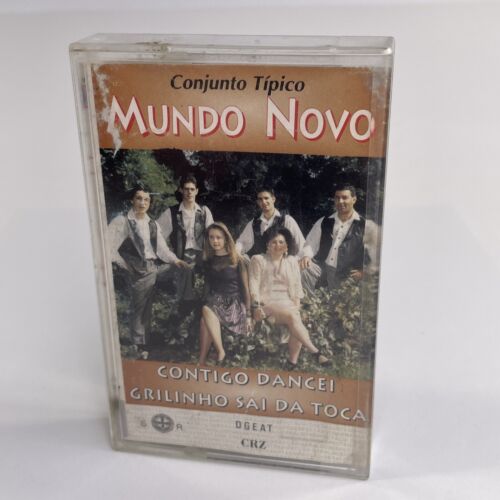 Conjunto Típico
MUNDO NOVO
CONTIGO DANCEI
GRILINHO SAI DA TOCA
DGEAT
CRZ